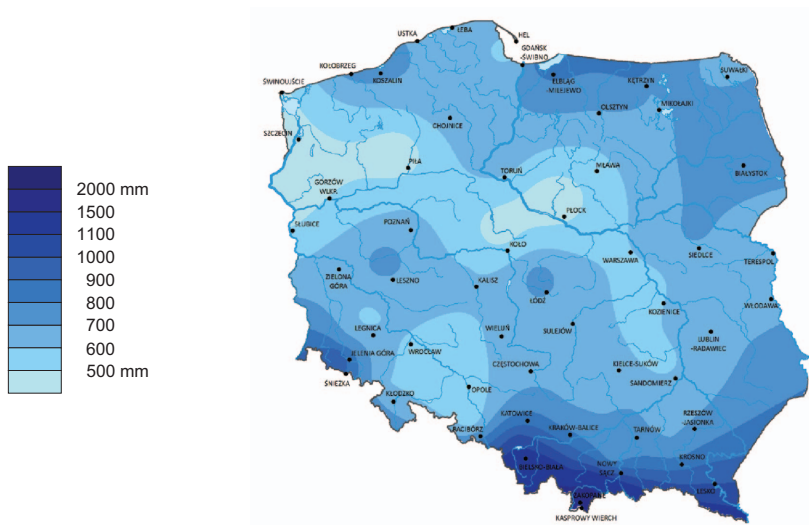 ŁEBA
USTKA
HEL
GDAŃSK
-ŚWIBNO
KOŁOBRZEG
KOSZALIN
ELBLĄG
-MILEJEWO
KĘTRZYN
SUWAŁKI
ŚWINOUJŚCIE
OLSZTYN
MIKOŁAJKI
CHOJNICE
SZCZECIN
PIŁA
TORUŃ
MŁAWA
BIAŁYSTOK
GORZÓW
WLKR.
PŁOCK
SŁUBICE
POZNAŃ
KOŁO
WARSZAWA
SIEDLCE
TERESPOL
ZIELONA
GÓRA
LESZNO
KALISZ
ŁÓDŹ
KOZIENICE
WŁODAWA
LEGNICA
WIELUŃ
SULEJÓW
LUBLIN
-RADAWIEC
JELENIA GÓRA
WROCŁAW
ŚNIEŻKA
CZĘSTOCHOWA
KIELCE-SUKÓW
SANDOMIERZ
KŁODZKO
OPOLE
KATOWICE
RACIBÓRZ
KRAKÓW-BALICE
TARNÓW
RZESZÓW
-JASIONKA
BIELSKO-BIAŁA
NOWY
SĄCZ
KROSNO
LESKO
ZAKOPANE
KASPROWY WIERCH
2000 mm
1500
1100
1000
900
800
700
600
500 mm